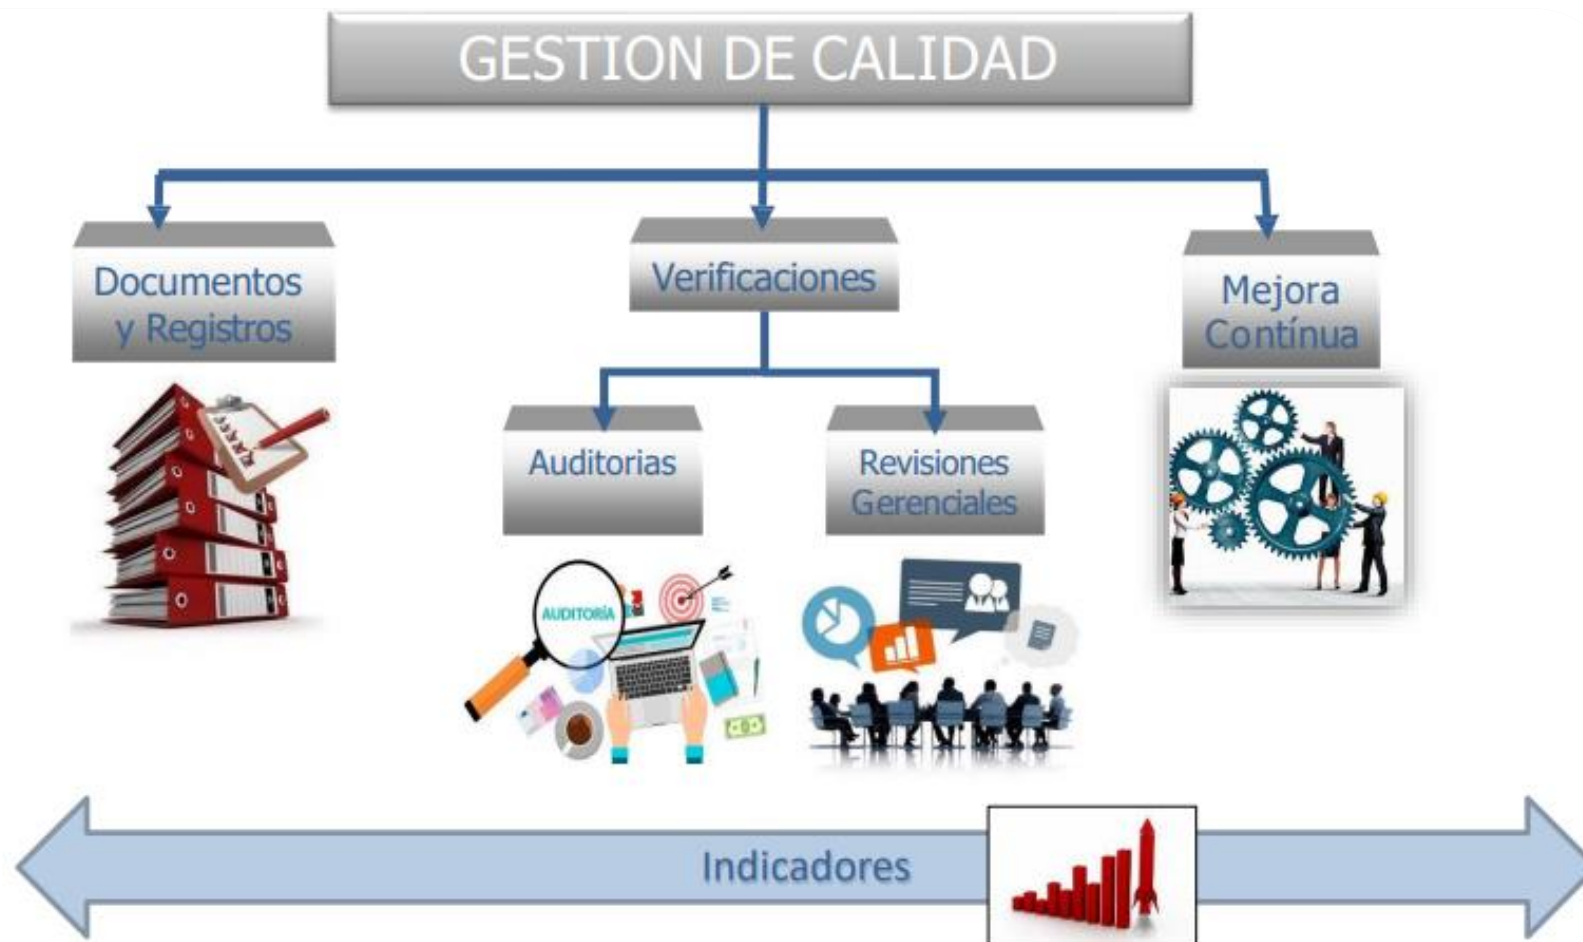 GESTION DE CALIDAD
Documentos
y Registros
Verificaciones
Mejora
Contínua
Auditorias
Revisiones
Gerenciales
AUDITORÍA
Indicadores